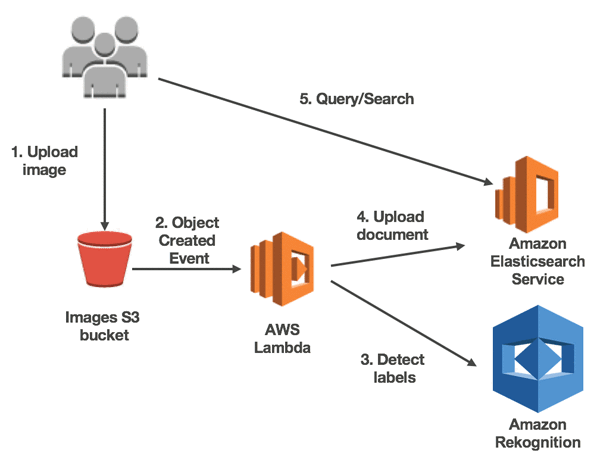 5. Query/Search
1. Upload
image
2. Object
Created
Event
4. Upload
document
Amazon
Elasticsearch
Service
Images S3
bucket
AWS
Lambda
3. Detect
labels
Amazon
Rekognition